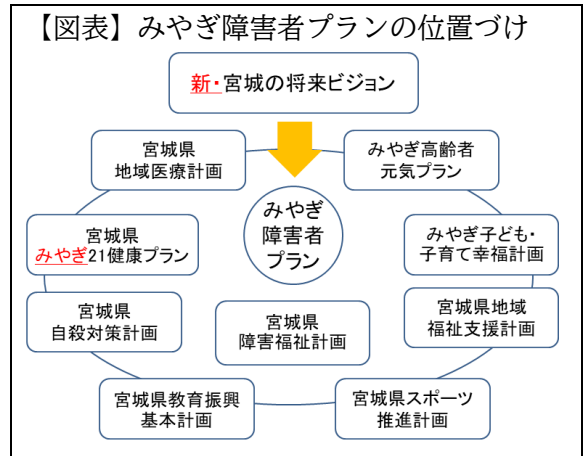 【図表】みやぎ障害者プランの位置づけ
新・宮城の将来ビジョン
宮城県
地域医療計画
みやぎ高齢者
元気プラン
みやぎ
障害者
プラン
宮城県
みやぎ21健康プラン
みやぎ子ども・
子育て幸福計画
宮城県
自殺対策計画
宮城県
障害福祉計画
宮城県地域
福祉支援計画
宮城県教育振興
基本計画
宮城県スポーツ
推進計画